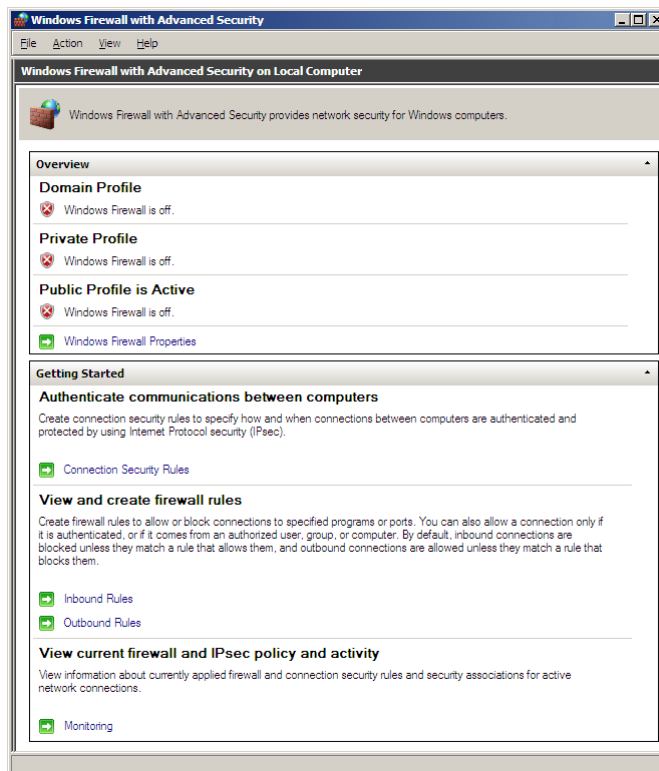 Windows Firewall with Advanced Security
File Action View Help
Windows Firewall with Advanced Security on Local Computer
Windows Firewall with Advanced Security provides network security for Windows computers.
Overview
Domain Profile
Windows Firewall is off.
Private Profile
Windows Firewall is off.
Public Profile is Active
Windows Firewall is off.
Windows Firewall Properties
Getting Started
Authenticate communications between computers
Create connection security rules to specify how and when connections between computers are authenticated and
protected by using Internet Protocol security (IPsec).
Connection Security Rules
View and create firewall rules
Create firewall rules to allow or block connections to specified programs or ports. You can also allow a connection only if
it is authenticated, or if it comes from an authorized user, group, or computer. By default, inbound connections are
blocked unless they match a rule that allows them, and outbound connections are allowed unless they match a rule that
blocks them.
Inbound Rules
Outbound Rules
View current firewall and IPsec policy and activity
View information about currently applied firewall and connection security rules and security associations for active
network connections.
Monitoring